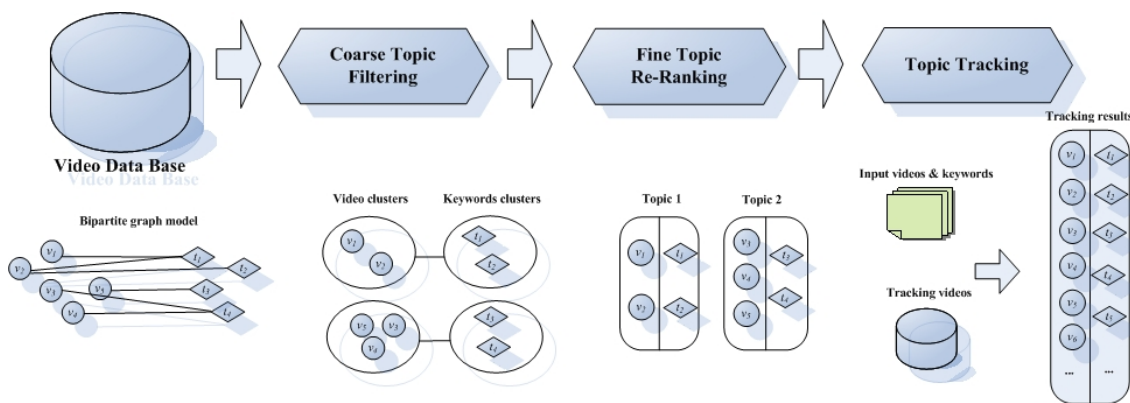 Coarse Topic
Filtering
Fine Topic
Re-Ranking
Topic Tracking
Video Data Base
Video Data Base
Bipartite graph model
v1
t1
v2
t2
v3
v5
t3
v4
t4
Video clusters
Keywords clusters
v1
v2
t1
t2
v5
v3
v4
t3
t4
Topic 1
v1
t1
v2
t2
Topic 2
v3
t3
v4
t4
v5
Input videos & keywords
Tracking videos
Tracking results
v1
t1
v2
t2
v3
t3
v4
t4
v5
t5
v6
... ...